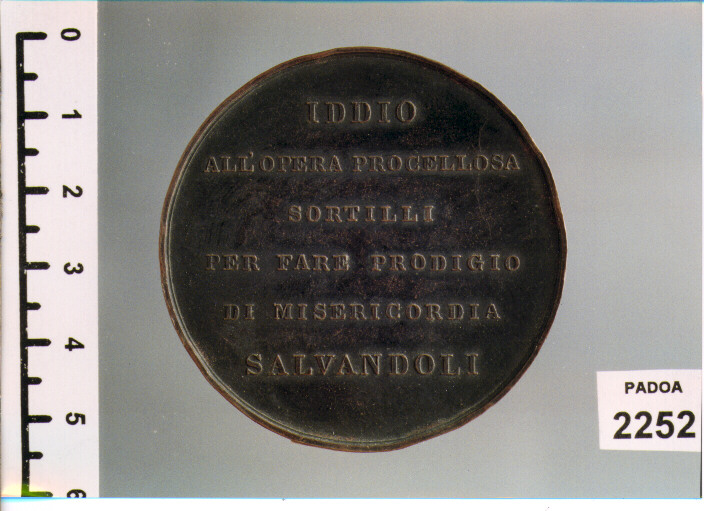 IDDIO
ALL'OPERA PROCELLOSA
SORTILLI
PER FARE PRODIGIO
DI MISERICORDIA
SALVANDOLI
PADOA
2252
0
1
2
3
4
5
6